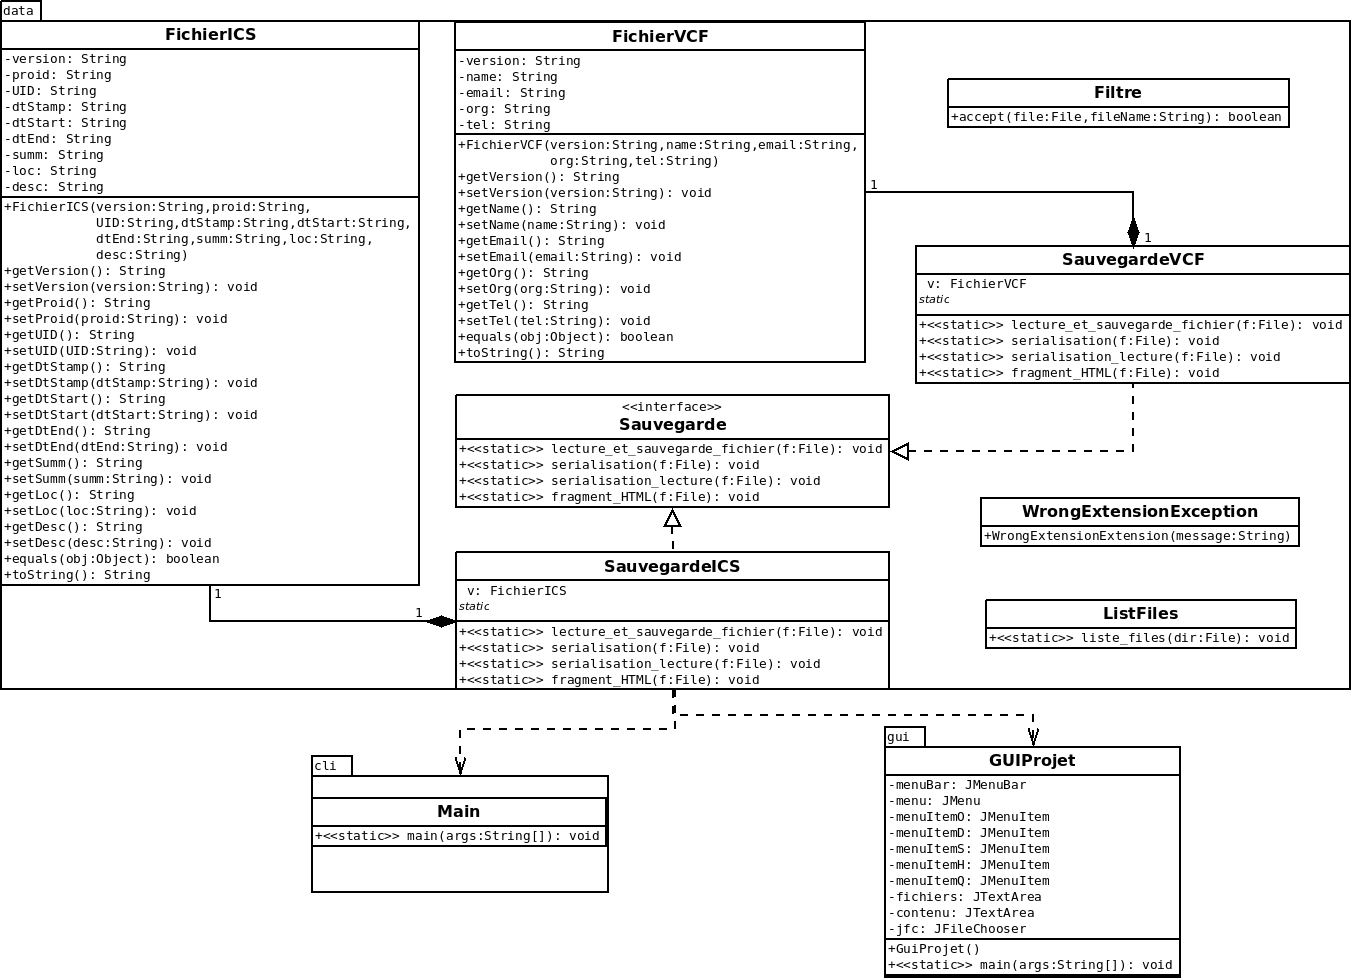 data
FichierICS
-version: String
-proid: String
-UID: String
-dtStamp: String
-dtStart: String
-dtEnd: String
-summ: String
-loc: String
-desc: String
+FichierICS(version:String,proid:String,
UID:String,dtStamp:String,dtStart:String,
dtEnd:String,summ:String,loc:String,
desc:String)
+getVersion(): String
+setVersion(version:String): void
+getProid(): String
+setProid(proid:String): void
+getUID(): String
+setUID(UID:String): void
+getDtStamp(): String
+setDtStamp(dtStamp:String): void
+getDtStart(): String
+setDtStart(dtStart:String): void
+getDtEnd(): String
+setDtEnd(dtEnd:String): void
+getSumm(): String
+setSumm(summ:String): void
+getLoc(): String
+setLoc(loc:String): void
+getDesc(): String
+setDesc(desc:String): void
+equals(obj:Object): boolean
+toString(): String
1
1
FichierVCF
-version: String
-name: String
-email: String
-org: String
-tel: String
+FichierVCF(version:String,name:String,email:String,
org:String,tel:String)
+getVersion(): String
+setVersion(version:String): void
+getName(): String
+setName(name:String): void
+getEmail(): String
+setEmail(email:String): void
+getOrg(): String
+setOrg(org:String): void
+getTel(): String
+setTel(tel:String): void
+equals(obj:Object): boolean
+toString(): String
1
1
Filtre
+accept(file:File,fileName:String): boolean
SauvegardeVCF
v: FichierVCF
static
+<<static>> lecture_et_sauvegarde_fichier(f:File): void
+<<static>> serialisation(f:File): void
+<<static>> serialisation_lecture(f:File): void
+<<static>> fragment_HTML(f:File): void
<<interface>>
Sauvegarde
+<<static>> lecture_et_sauvegarde_fichier(f:File): void
+<<static>> serialisation(f:File): void
+<<static>> serialisation_lecture(f:File): void
+<<static>> fragment_HTML(f:File): void
WrongExtensionException
+WrongExtensionExtension(message:String)
SauvegardeICS
v: FichierICS
static
+<<static>> lecture_et_sauvegarde_fichier(f:File): void
+<<static>> serialisation(f:File): void
+<<static>> serialisation_lecture(f:File): void
+<<static>> fragment_HTML(f:File): void
ListFiles
+<<static>> liste_files(dir:File): void
cli
Main
+<<static>> main(args:String[]): void
gui
GUIProjet
-menuBar: JMenuBar
-menu: JMenu
-menuItemO: JMenuItem
-menuItemD: JMenuItem
-menuItemS: JMenuItem
-menuItemH: JMenuItem
-menuItemQ: JMenuItem
-fichiers: JTextArea
-contenu: JTextArea
-jfc: JFileChooser
+GuiProjet()
+<<static>> main(args:String[]): void